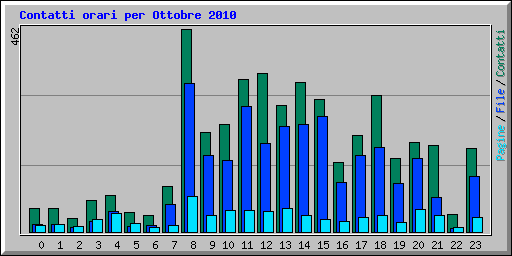 Contatti orari per Ottobre 2010
462
Pagine / File / Contatti
0 1 2 3 4 5 6 7 8 9 10 11 12 13 14 15 16 17 18 19 20 21 22 23